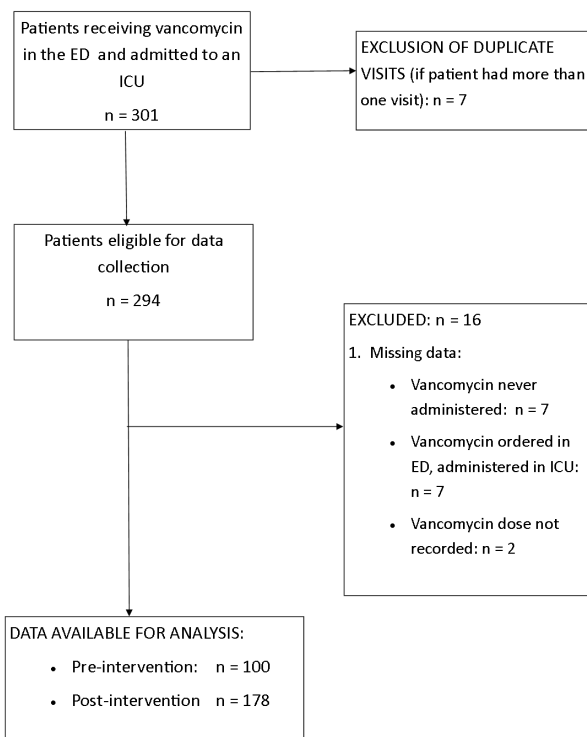 Patients receiving vancomycin
in the ED and admitted to an
ICU
n = 301
EXCLUSION OF DUPLICATE
VISITS (if patient had more than
one visit): n = 7
Patients eligible for data
collection
n = 294
EXCLUDED: n = 16
1. Missing data:
• Vancomycin never
administered: n = 7
• Vancomycin ordered in
ED, administered in ICU:
n = 7
• Vancomycin dose not
recorded: n = 2
DATA AVAILABLE FOR ANALYSIS:
• Pre-intervention: n = 100
• Post-intervention n = 178